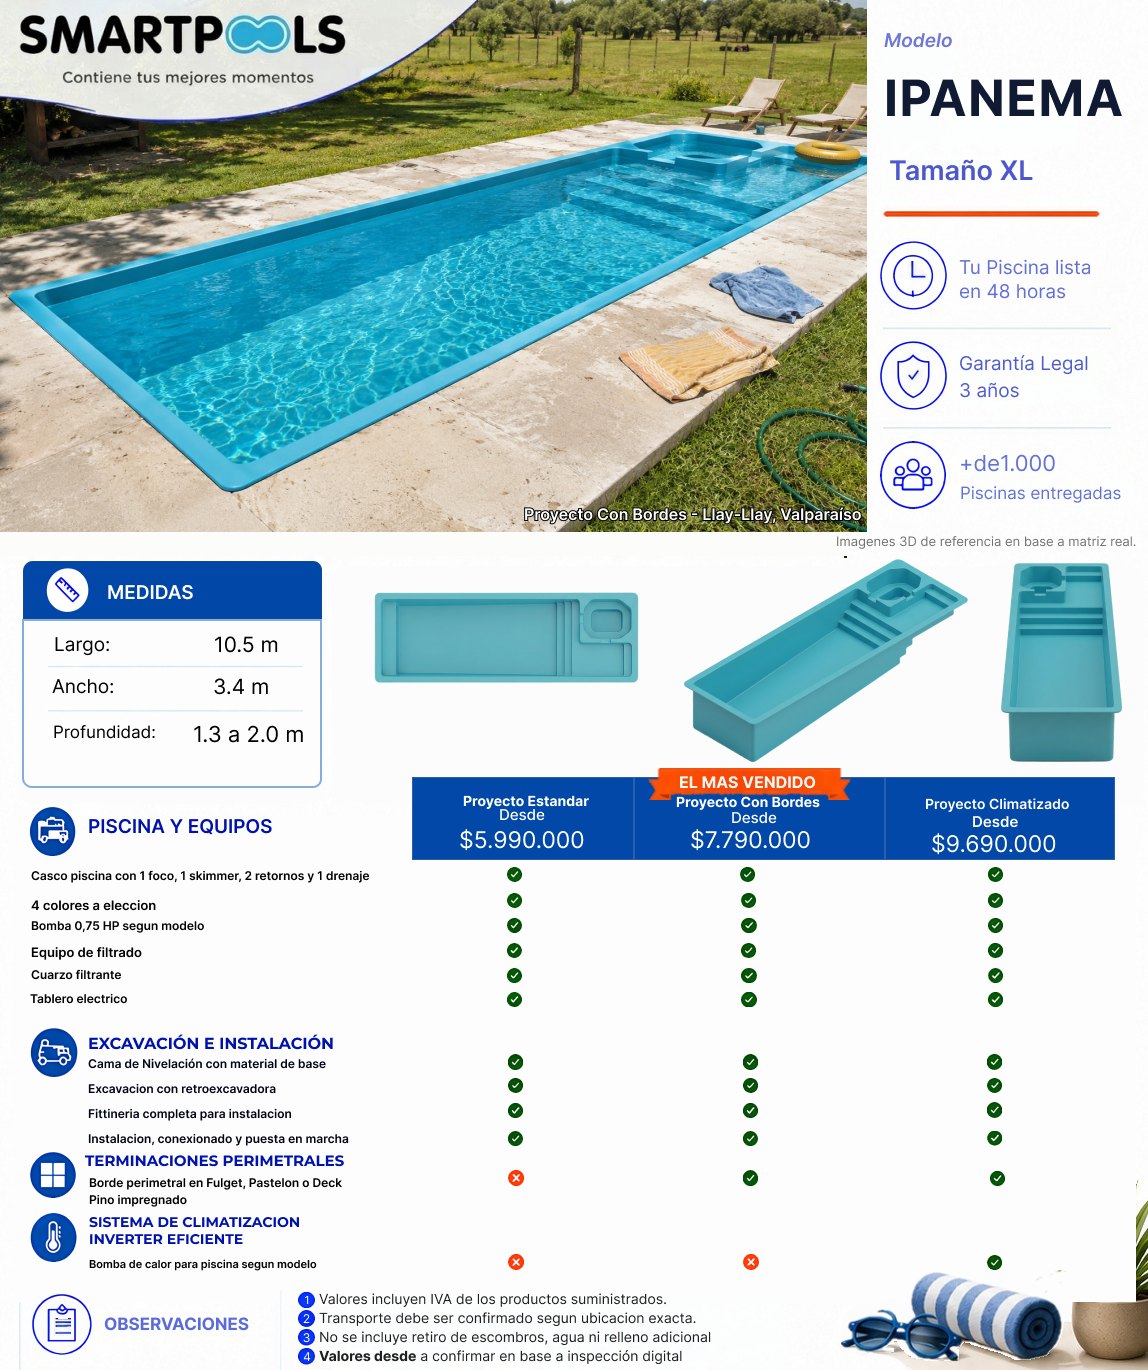 SMARTPOOLS
Contiene tus mejores momentos
Modelo
IPANEMA
Tamaño XL
Tu Piscina lista
en 48 horas
Garantía Legal
3 años
+de1.000
Piscinas entregadas
Proyecto Con Bordes - Llay-Llay, Valparaíso
Imagenes 3D de referencia en base a matriz real.
MEDIDAS
Largo: 10.5 m
Ancho: 3.4 m
Profundidad: 1.3 a 2.0 m
EL MAS VENDIDO
Proyecto Estandar
Desde
$5.990.000
Proyecto Con Bordes
Desde
$7.790.000
Proyecto Climatizado
Desde
$9.690.000
PISCINA Y EQUIPOS
Casco piscina con 1 foco, 1 skimmer, 2 retornos y 1 drenaje
4 colores a eleccion
Bomba 0,75 HP segun modelo
Equipo de filtrado
Cuarzo filtrante
Tablero electrico
EXCAVACIÓN E INSTALACIÓN
Cama de Nivelación con material de base
Excavacion con retroexcavadora
Fittineria completa para instalacion
Instalacion, conexionado y puesta en marcha
TERMINACIONES PERIMETRALES
Borde perimetral en Fulget, Pastelon o Deck
Pino impregnado
SISTEMA DE CLIMATIZACION
INVERTER EFICIENTE
Bomba de calor para piscina segun modelo
OBSERVACIONES
1 Valores incluyen IVA de los productos suministrados.
2 Transporte debe ser confirmado segun ubicacion exacta.
3 No se incluye retiro de escombros, agua ni relleno adicional
4 Valores desde a confirmar en base a inspección digital